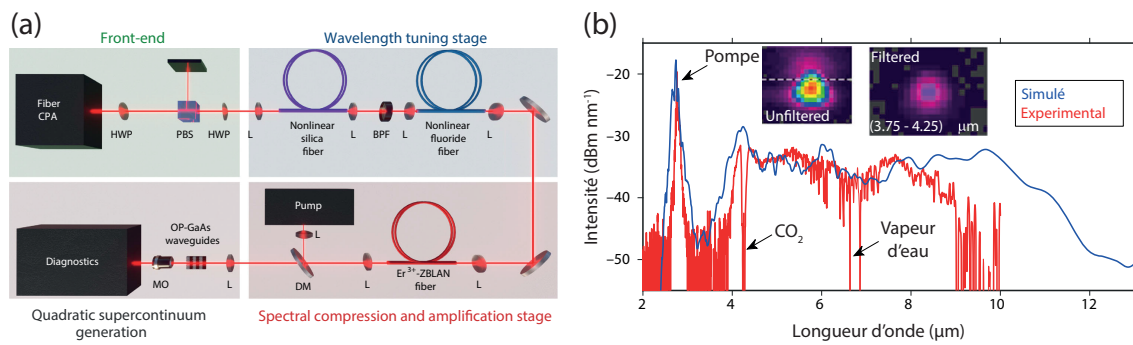 (a)
Front-end
Wavelength tuning stage
Fiber
CPA
HWP
PBS
HWP
L
Nonlinear
silica
fiber
L
BPF
L
Nonlinear
fluoride
fiber
L
Diagnostics
MO
OP-GaAs
waveguides
L
Pump
L
DM
L
Er³⁺-ZBLAN
fiber
L
Quadratic supercontinuum
generation
Spectral compression and amplification stage
(b)
Intensité (dBm nm⁻¹)
−20
−30
−40
−50
Pompe
Unfiltered
Filtered
(3.75 - 4.25) µm
Simulé
Experimental
CO₂
Vapeur
d'eau
2
4
6
8
10
12
Longueur d'onde (µm)